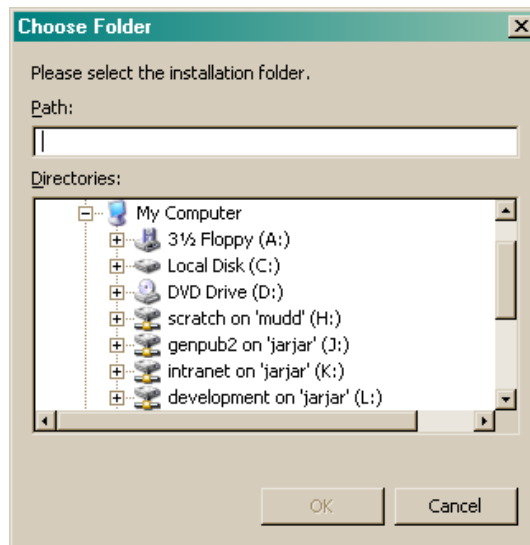 Choose Folder
Please select the installation folder.
Path:
Directories:
My Computer
3½ Floppy (A:)
Local Disk (C:)
DVD Drive (D:)
scratch on 'mudd' (H:)
genpub2 on 'jarjar' (J:)
intranet on 'jarjar' (K:)
development on 'jarjar' (L:)
OK
Cancel